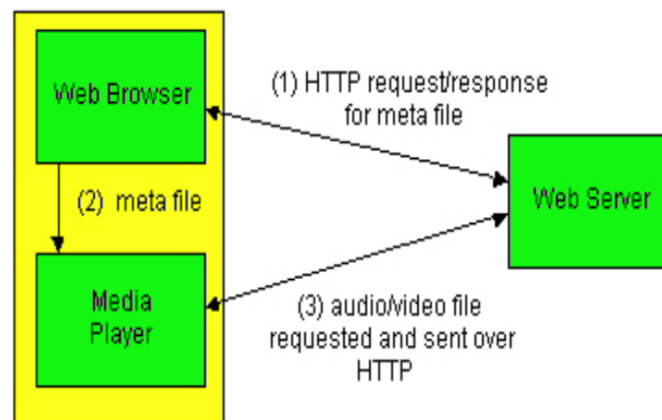 Web Browser
(1) HTTP request/response
for meta file
(2) meta file
Web Server
Media
Player
(3) audio/video file
requested and sent over
HTTP